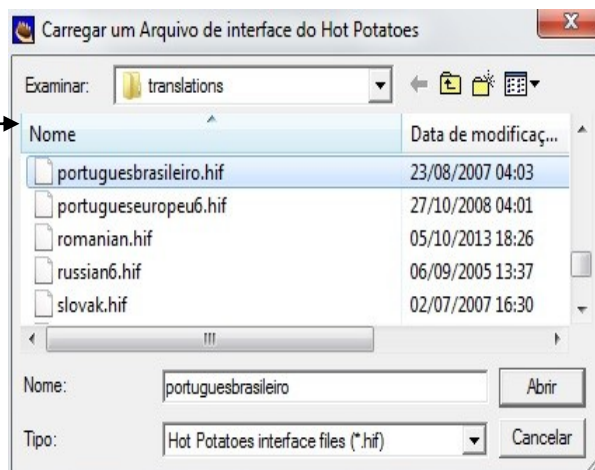 Carregar um Arquivo de interface do Hot Potatoes
Examinar: translations
Nome Data de modificaç...
portuguesbrasileiro.hif 23/08/2007 04:03
portugueseuropeu6.hif 27/10/2008 04:01
romanian.hif 05/10/2013 18:26
russian6.hif 06/09/2005 13:37
slovak.hif 02/07/2007 16:30
Nome: portuguesbrasileiro Abrir
Tipo: Hot Potatoes interface files (*.hif) Cancelar